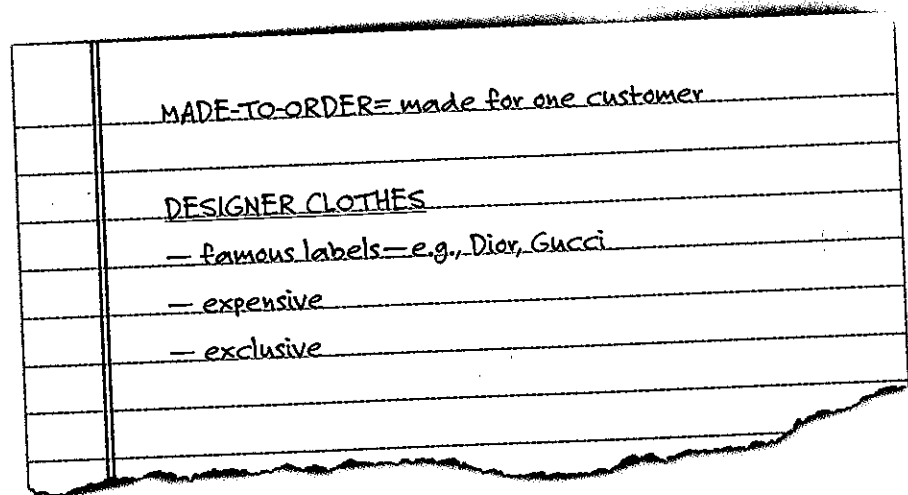 MADE-TO-ORDER= made for one customer
DESIGNER CLOTHES
— famous labels—e.g., Dior, Gucci
— expensive
— exclusive